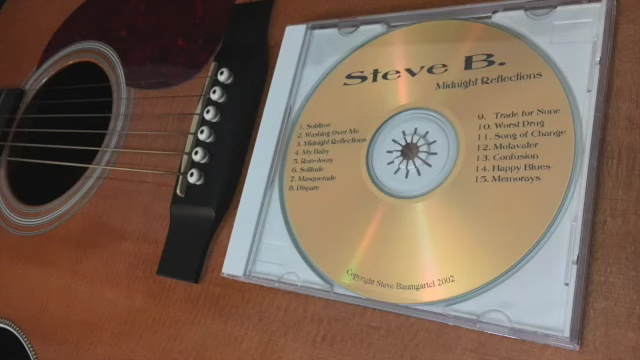 Steve B.
Midnight Reflections
1. Sublime
2. Washing Over Me
3. Midnight Reflections
4. My Baby
5. Run-Away
6. Solitude
7. Masquerade
8. Dispare
9. Trade for None
10. Worst Drug
11. Song of Change
12. Molavaler
13. Confusion
14. Happy Blues
15. Memorays
Copyright Steve Baumgartel 2002